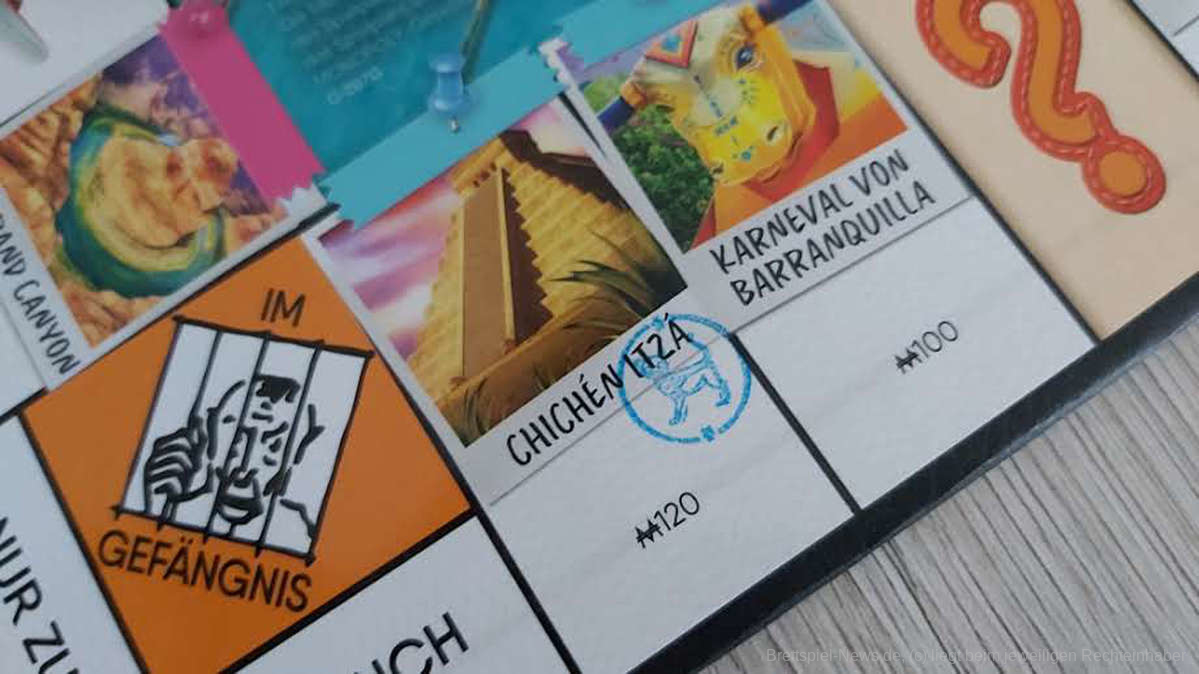 GRAND CANYON
IM
GEFÄNGNIS
NUR ZU
CHICHÉN ITZÁ
₳120
KARNEVAL VON
BARRANQUILLA
₳100